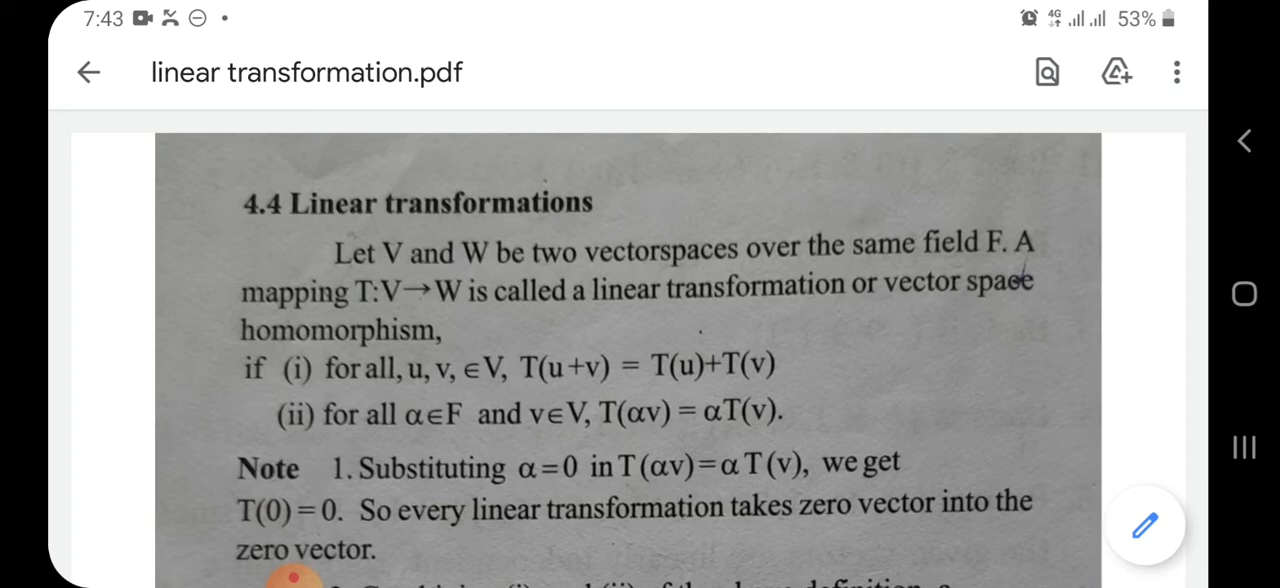 7:43 4G 53%
linear transformation.pdf
4.4 Linear transformations
Let V and W be two vectorspaces over the same field F. A
mapping T:V→W is called a linear transformation or vector space
homomorphism,
if (i) for all, u, v, ∈V, T(u+v) = T(u)+T(v)
(ii) for all α∈F and v∈V, T(αv) = αT(v).
Note 1. Substituting α=0 in T(αv)=αT(v), we get
T(0)=0. So every linear transformation takes zero vector into the
zero vector.